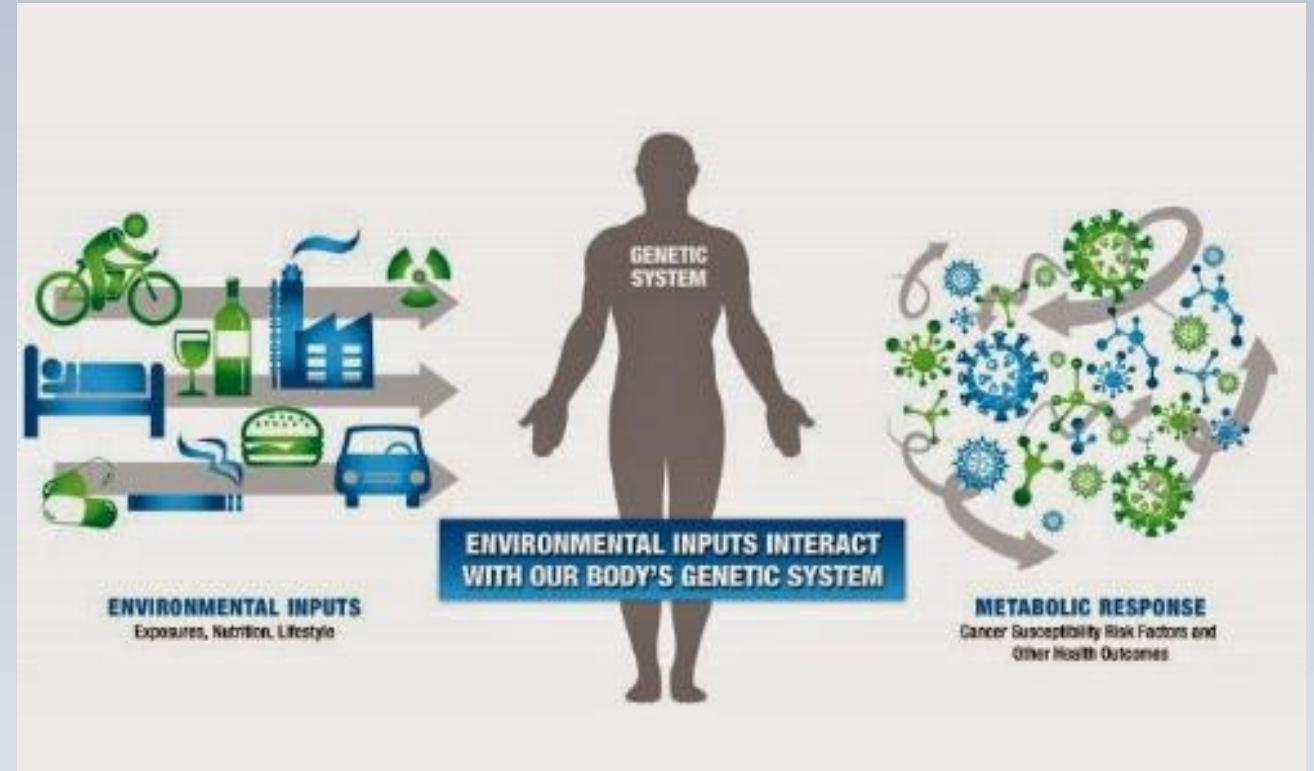 GENETIC
SYSTEM
ENVIRONMENTAL INPUTS INTERACT
WITH OUR BODY'S GENETIC SYSTEM
ENVIRONMENTAL INPUTS
Exposures, Nutrition, Lifestyle
METABOLIC RESPONSE
Cancer Susceptibility Risk Factors and
Other Health Outcomes